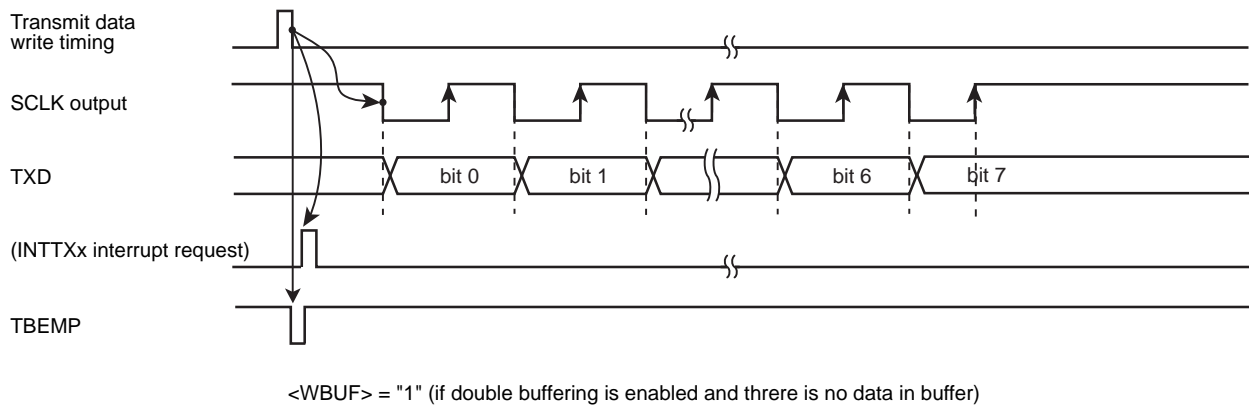 Transmit data
write timing
SCLK output
TXD
bit 0
bit 1
bit 6
bit 7
(INTTXx interrupt request)
TBEMP
<WBUF> = "1" (if double buffering is enabled and threre is no data in buffer)